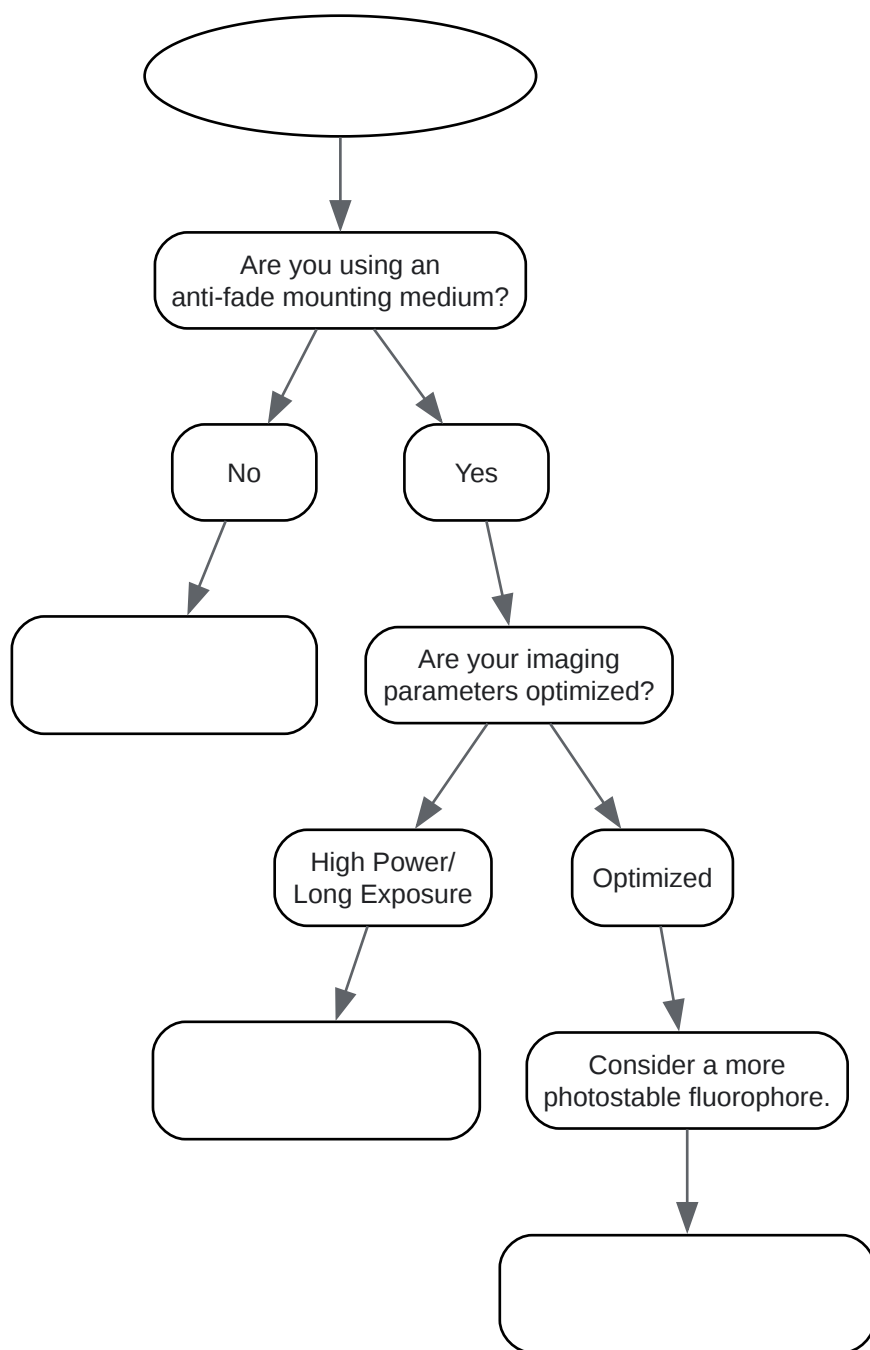 Are you using an
anti-fade mounting medium?
No
Yes
Are your imaging
parameters optimized?
High Power/
Long Exposure
Optimized
Consider a more
photostable fluorophore.